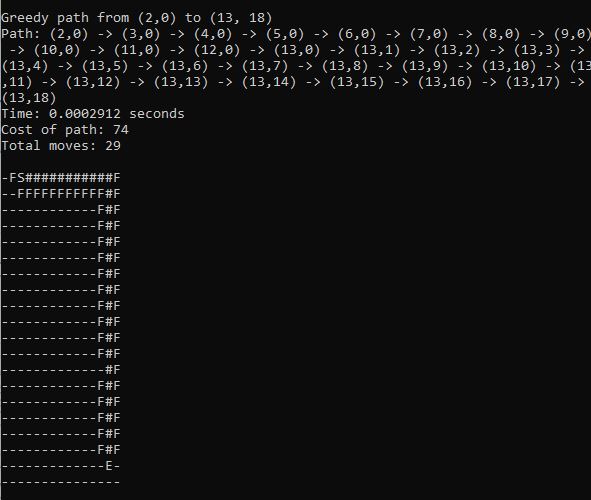 Greedy path from (2,0) to (13, 18)
Path: (2,0) -> (3,0) -> (4,0) -> (5,0) -> (6,0) -> (7,0) -> (8,0) -> (9,0)
-> (10,0) -> (11,0) -> (12,0) -> (13,0) -> (13,1) -> (13,2) -> (13,3) ->
(13,4) -> (13,5) -> (13,6) -> (13,7) -> (13,8) -> (13,9) -> (13,10) -> (13
,11) -> (13,12) -> (13,13) -> (13,14) -> (13,15) -> (13,16) -> (13,17) ->
(13,18)
Time: 0.0002912 seconds
Cost of path: 74
Total moves: 29
-FS###########F
--FFFFFFFFFFF#F
------------F#F
------------F#F
------------F#F
------------F#F
------------F#F
------------F#F
------------F#F
------------F#F
------------F#F
------------F#F
-------------#F
------------F#F
------------F#F
------------F#F
------------F#F
------------F#F
-------------E-
---------------